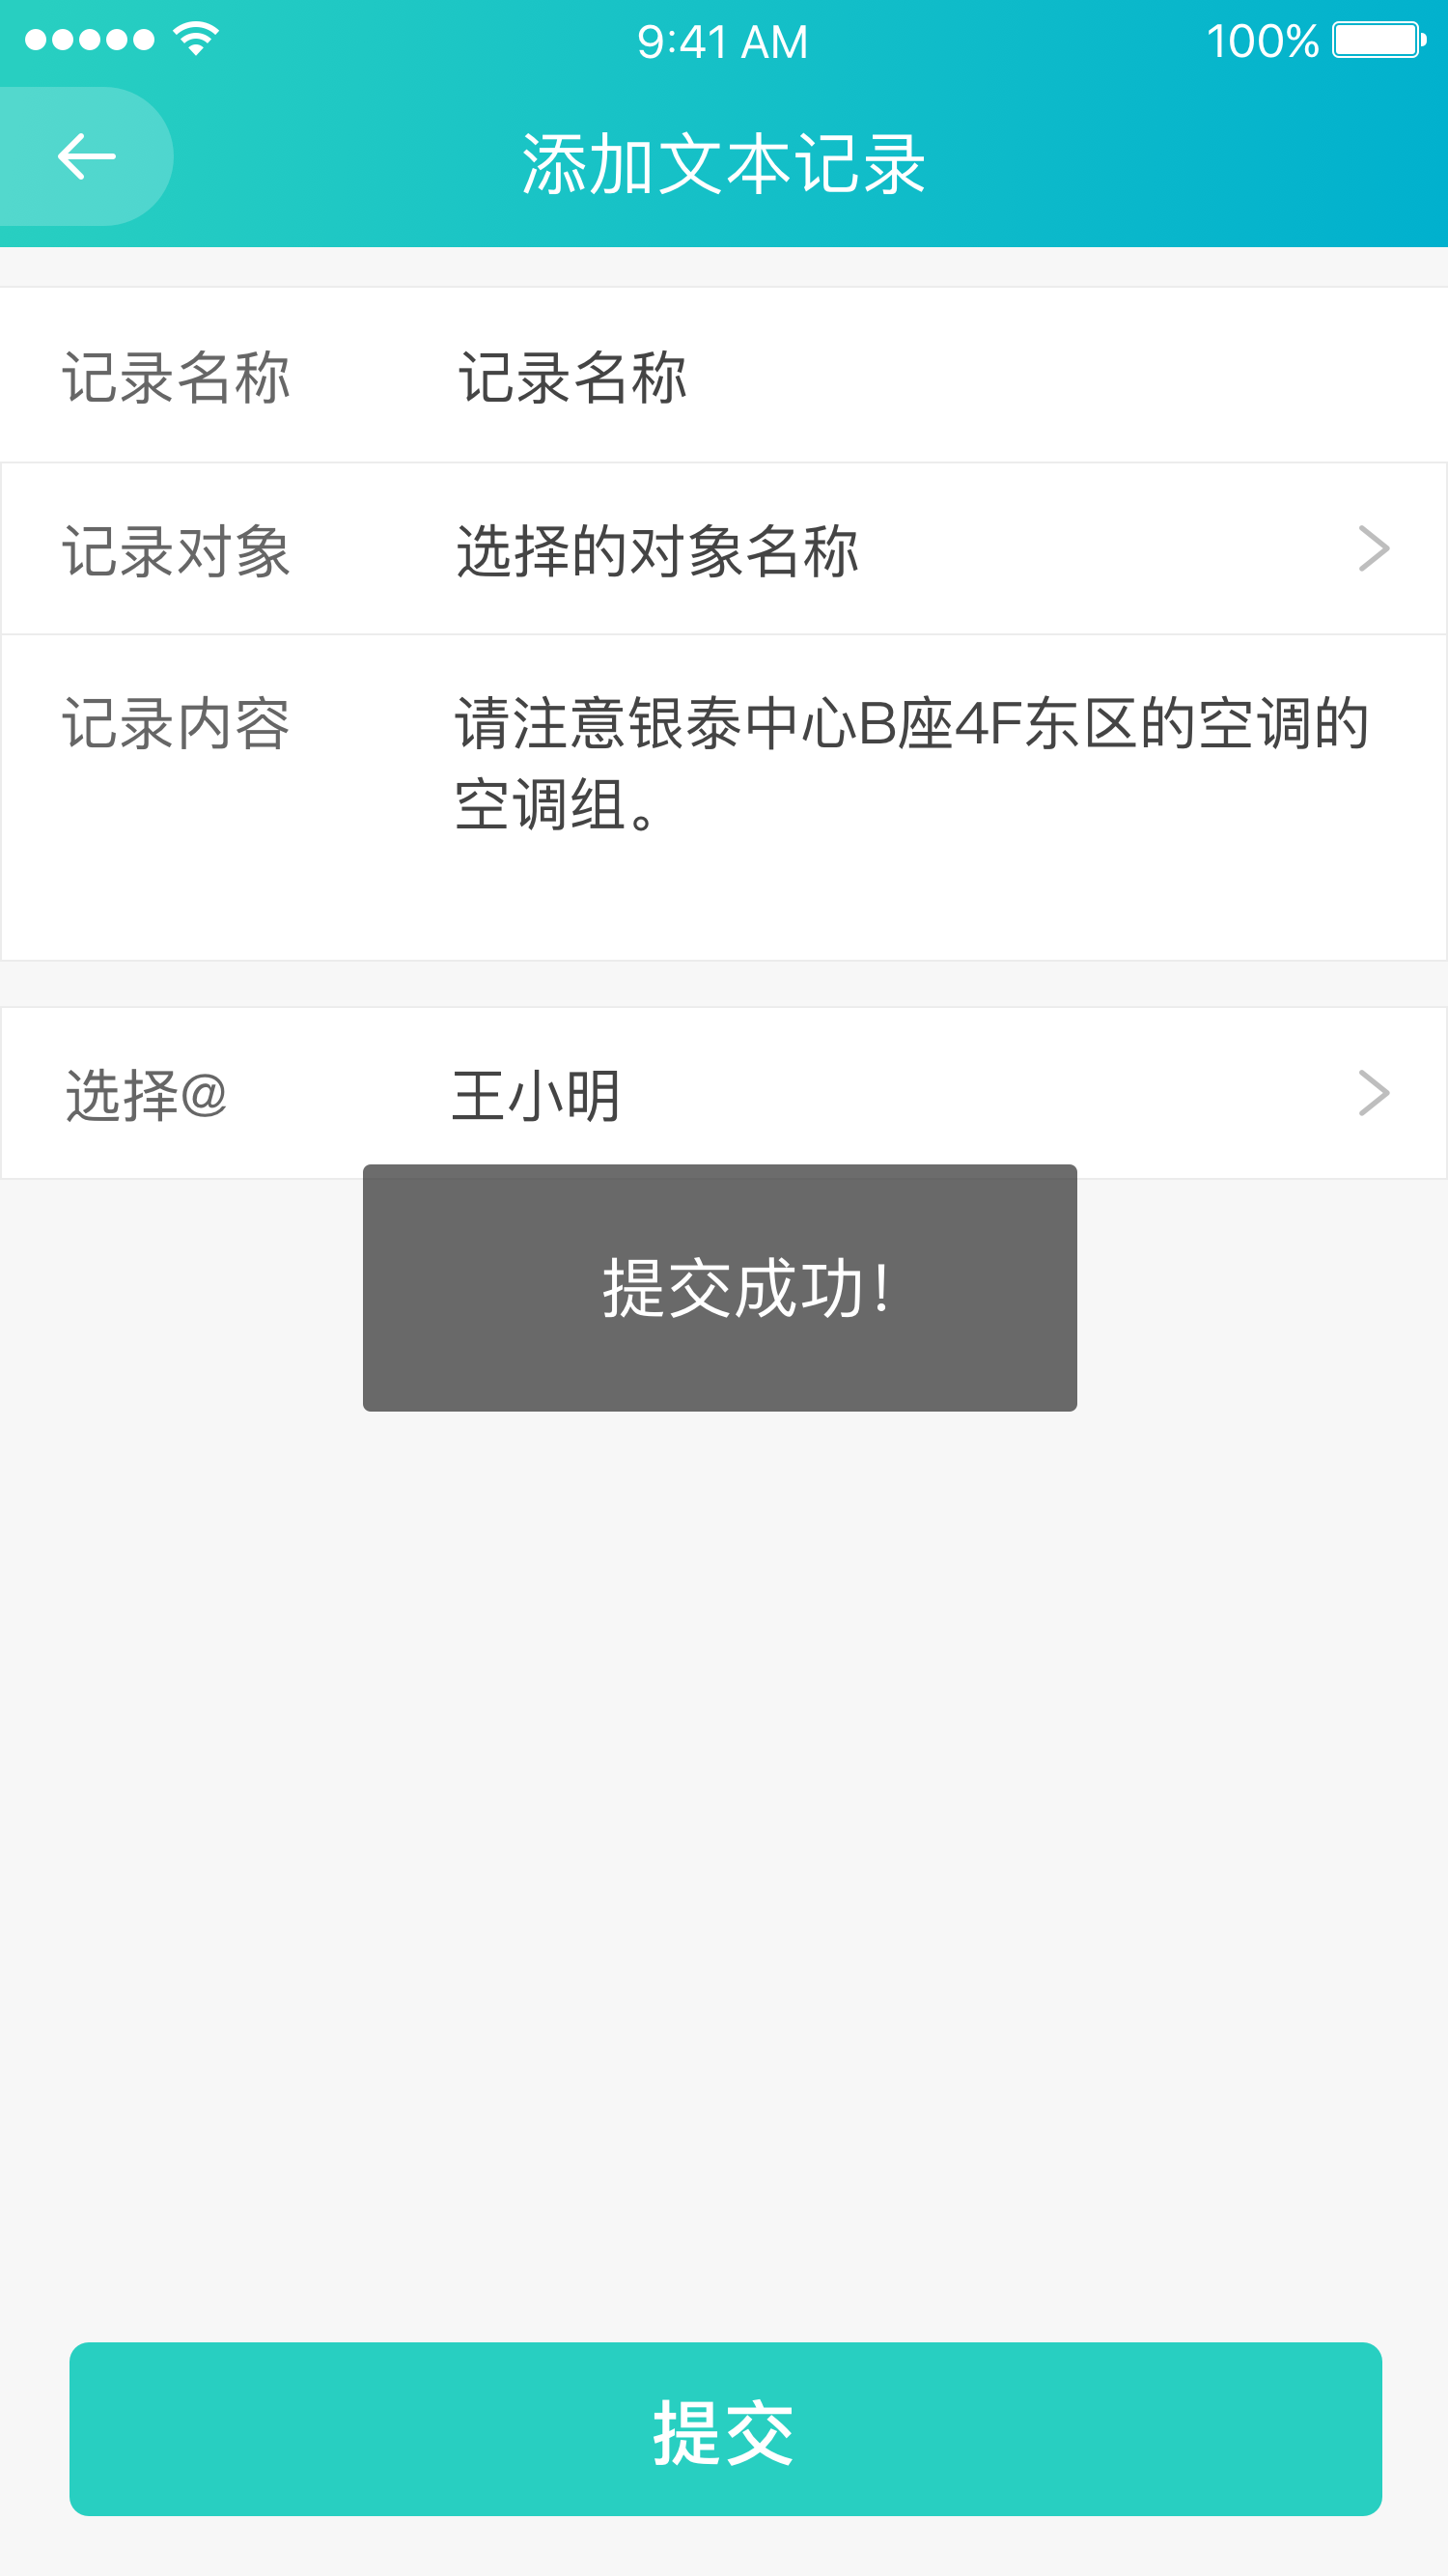 9:41 AM
100%
添加文本记录
记录名称 记录名称
记录对象 选择的对象名称
记录内容 请注意银泰中心B座4F东区的空调的
空调组。
选择@ 王小明
提交成功！
提交